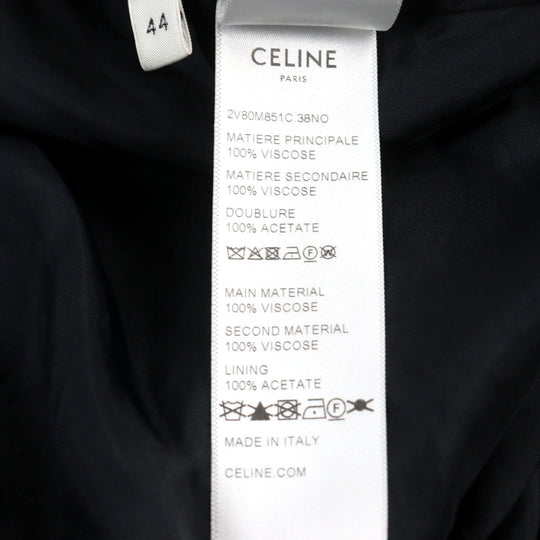 44
CELINE
PARIS
2V80M851C.38NO
MATIERE PRINCIPALE
100% VISCOSE
MATIERE SECONDAIRE
100% VISCOSE
DOUBLURE
100% ACETATE
F
MAIN MATERIAL
100% VISCOSE
SECOND MATERIAL
100% VISCOSE
LINING
100% ACETATE
F
MADE IN ITALY
CELINE.COM